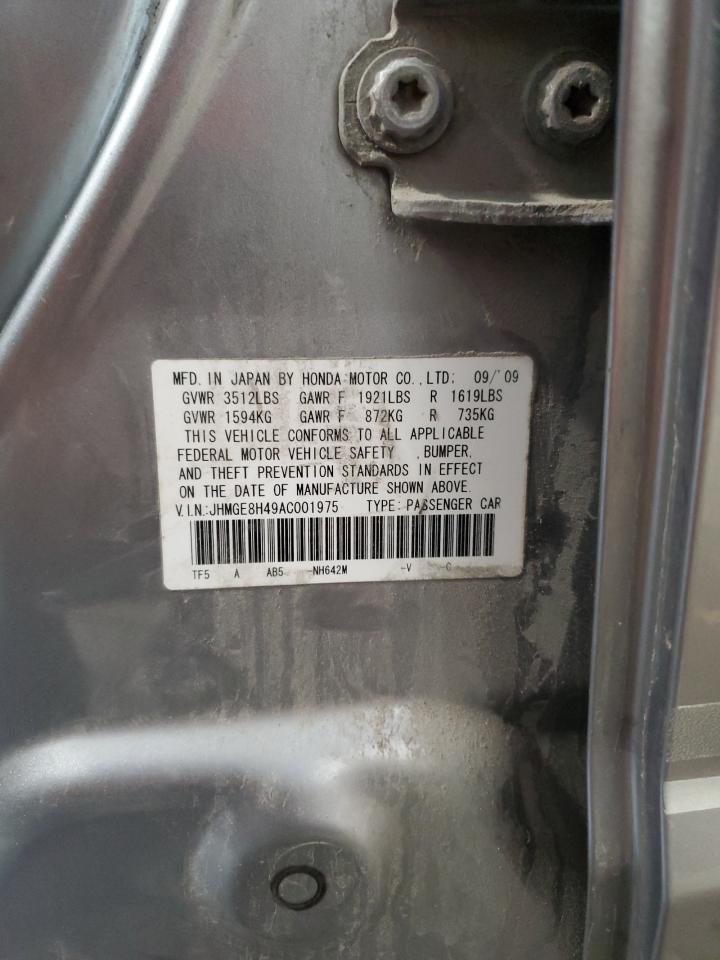 MFD. IN JAPAN BY HONDA MOTOR CO., LTD. 09/'09
GVWR 3512LBS GAWR F 1921LBS R 1619LBS
GVWR 1594KG GAWR F 872KG R 735KG
THIS VEHICLE CONFORMS TO ALL APPLICABLE
FEDERAL MOTOR VEHICLE SAFETY , BUMPER,
AND THEFT PREVENTION STANDARDS IN EFFECT
ON THE DATE OF MANUFACTURE SHOWN ABOVE.
V.I.N.:JHMGE8H49AC001975 TYPE: PASSENGER CAR
TF5 A AB5 -NH642M -V -C